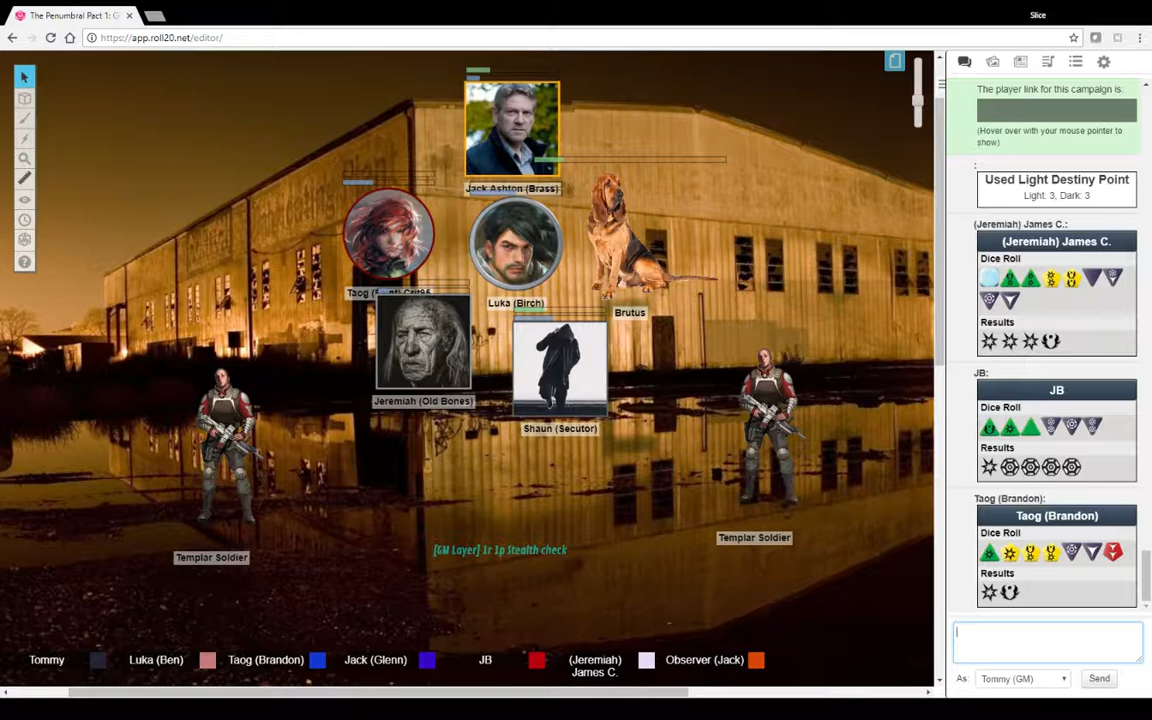 The Penumbral Pact 1: G
Slice
https://app.roll20.net/editor/
The player link for this campaign is:
(Hover over with your mouse pointer to
show)
:
Used Light Destiny Point
Light: 3, Dark: 3
(Jeremiah) James C.:
(Jeremiah) James C.
Dice Roll
Results
JB:
JB
Dice Roll
Results
Taog (Brandon):
Taog (Brandon)
Dice Roll
Results
As:
Tommy (GM)
Send
Jack Ashton (Brass)
Taog
Crit95
Luka (Birch)
Brutus
Jeremiah (Old Bones)
Shaun (Secutor)
Templar Soldier
Templar Soldier
[GM Layer] 1r 1p Stealth check
Tommy
Luka (Ben)
Taog (Brandon)
Jack (Glenn)
JB
(Jeremiah)
James C.
Observer (Jack)